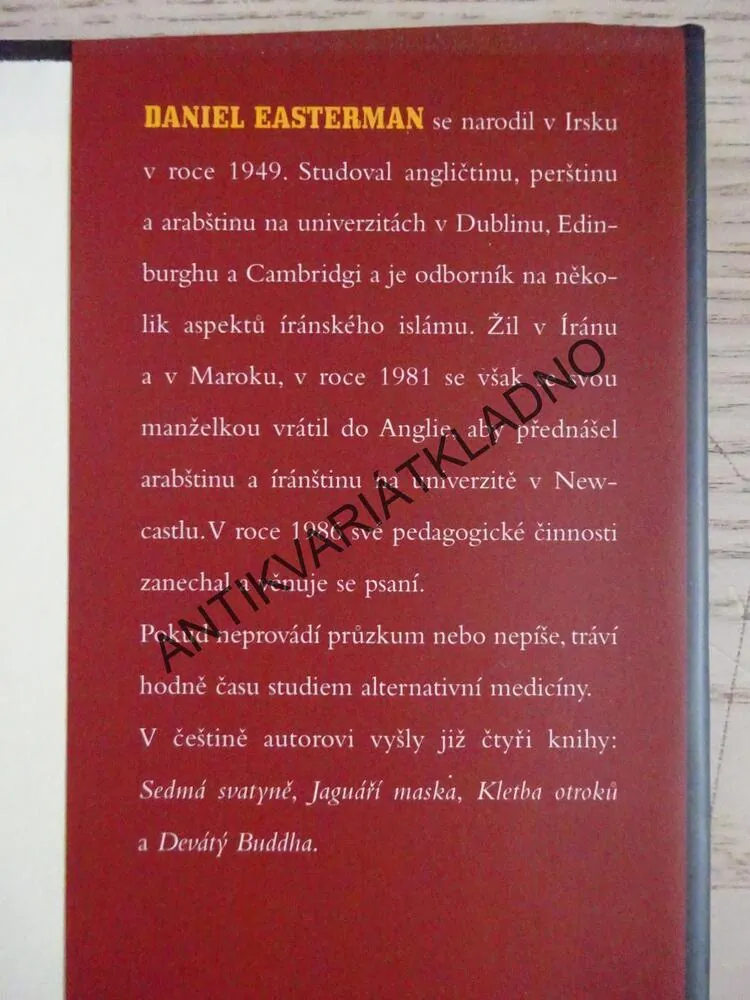 DANIEL EASTERMAN se narodil v Irsku
v roce 1949. Studoval angličtinu, perštinu
a arabštinu na univerzitách v Dublinu, Edin-
burghu a Cambridgi a je odborník na něko-
lik aspektů íránského islámu. Žil v Íránu
a v Maroku, v roce 1981 se však se svou
manželkou vrátil do Anglie, aby přednášel
arabštinu a íránštinu na univerzitě v New-
castlu. V roce 1986 své pedagogické činnosti
zanechal a věnuje se psaní.
Pokud neprovádí průzkum nebo nepíše, tráví
hodně času studiem alternativní medicíny.
V češtině autorovi vyšly již čtyři knihy:
Sedmá svatyně, Jaguáří maska, Kletba otroků
a Devátý Buddha.
ANTIKVARIÁTKLADNO